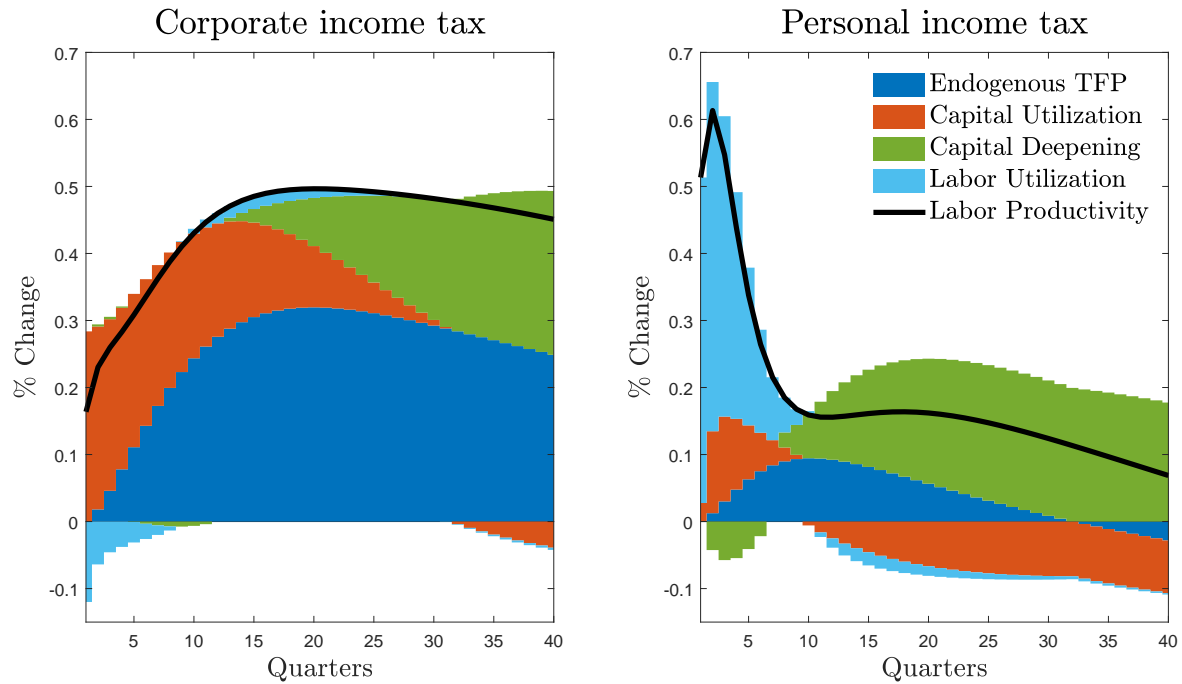 Corporate income tax
% Change
0.7
0.6
0.5
0.4
0.3
0.2
0.1
0
-0.1
5 10 15 20 25 30 35 40
Quarters
Personal income tax
% Change
0.7
0.6
0.5
0.4
0.3
0.2
0.1
0
-0.1
Endogenous TFP
Capital Utilization
Capital Deepening
Labor Utilization
Labor Productivity
5 10 15 20 25 30 35 40
Quarters